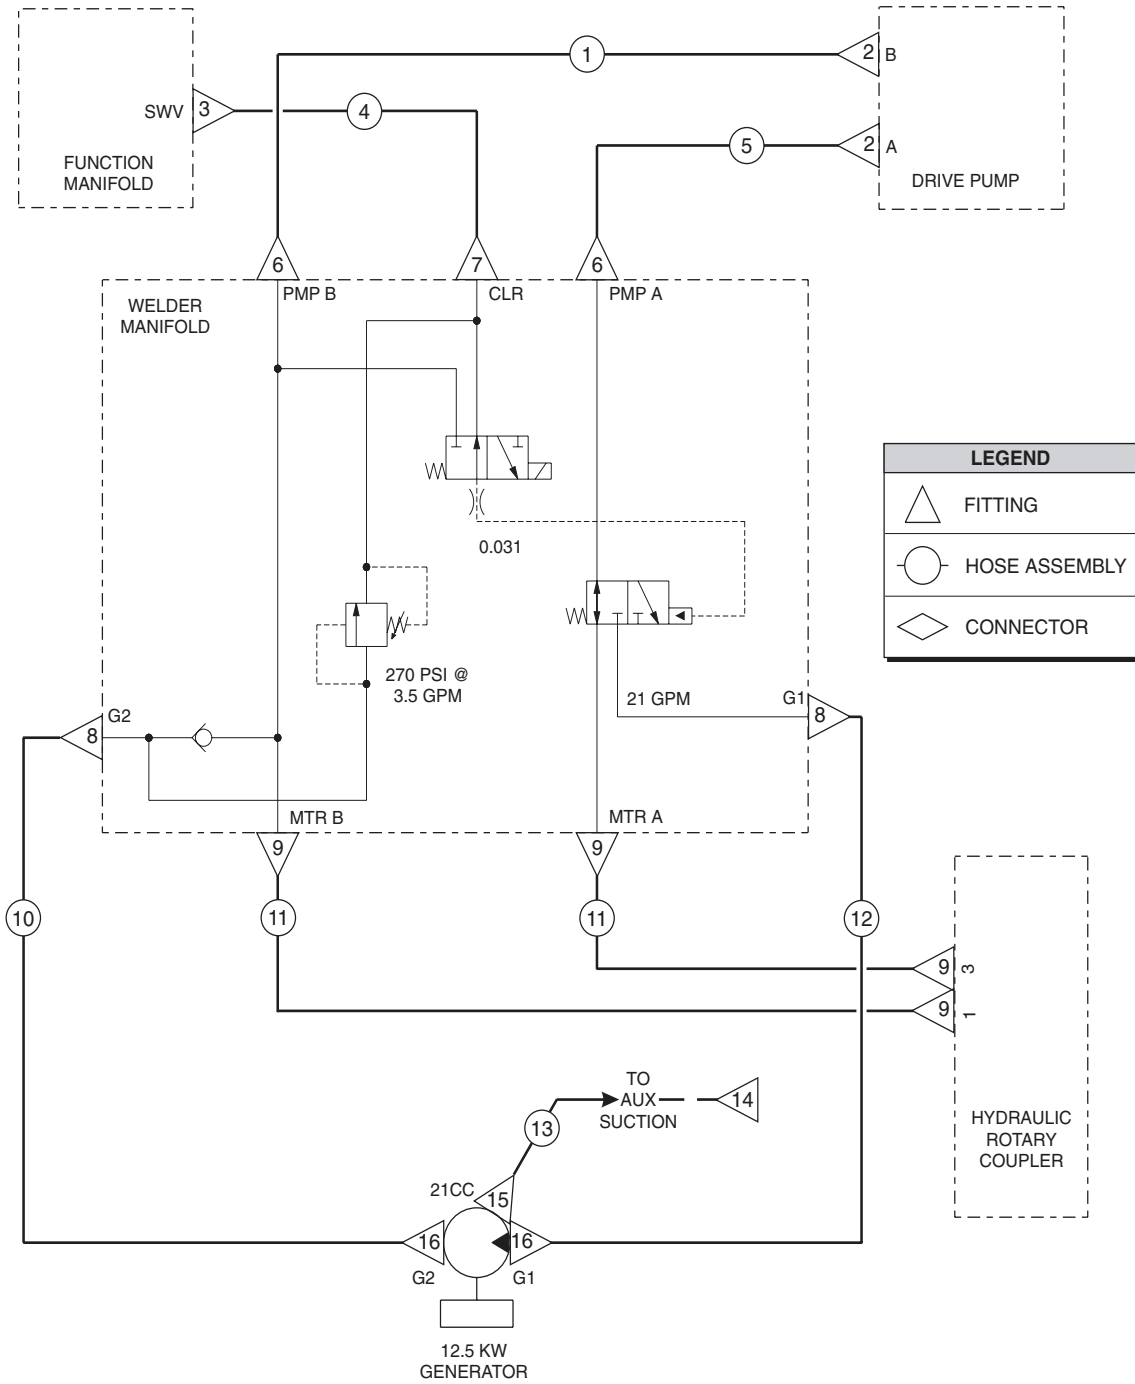 1
2
B
SWV
3
4
FUNCTION
MANIFOLD
5
2
A
DRIVE PUMP
6
7
6
PMP B
CLR
PMP A
WELDER
MANIFOLD
0.031
LEGEND
FITTING
HOSE ASSEMBLY
CONNECTOR
270 PSI @
3.5 GPM
21 GPM
G1
8
G2
8
MTR B
MTR A
9
9
10
11
11
12
9
3
9
1
TO
AUX
SUCTION
14
13
HYDRAULIC
ROTARY
COUPLER
21CC
15
16
16
G2
G1
12.5 KW
GENERATOR